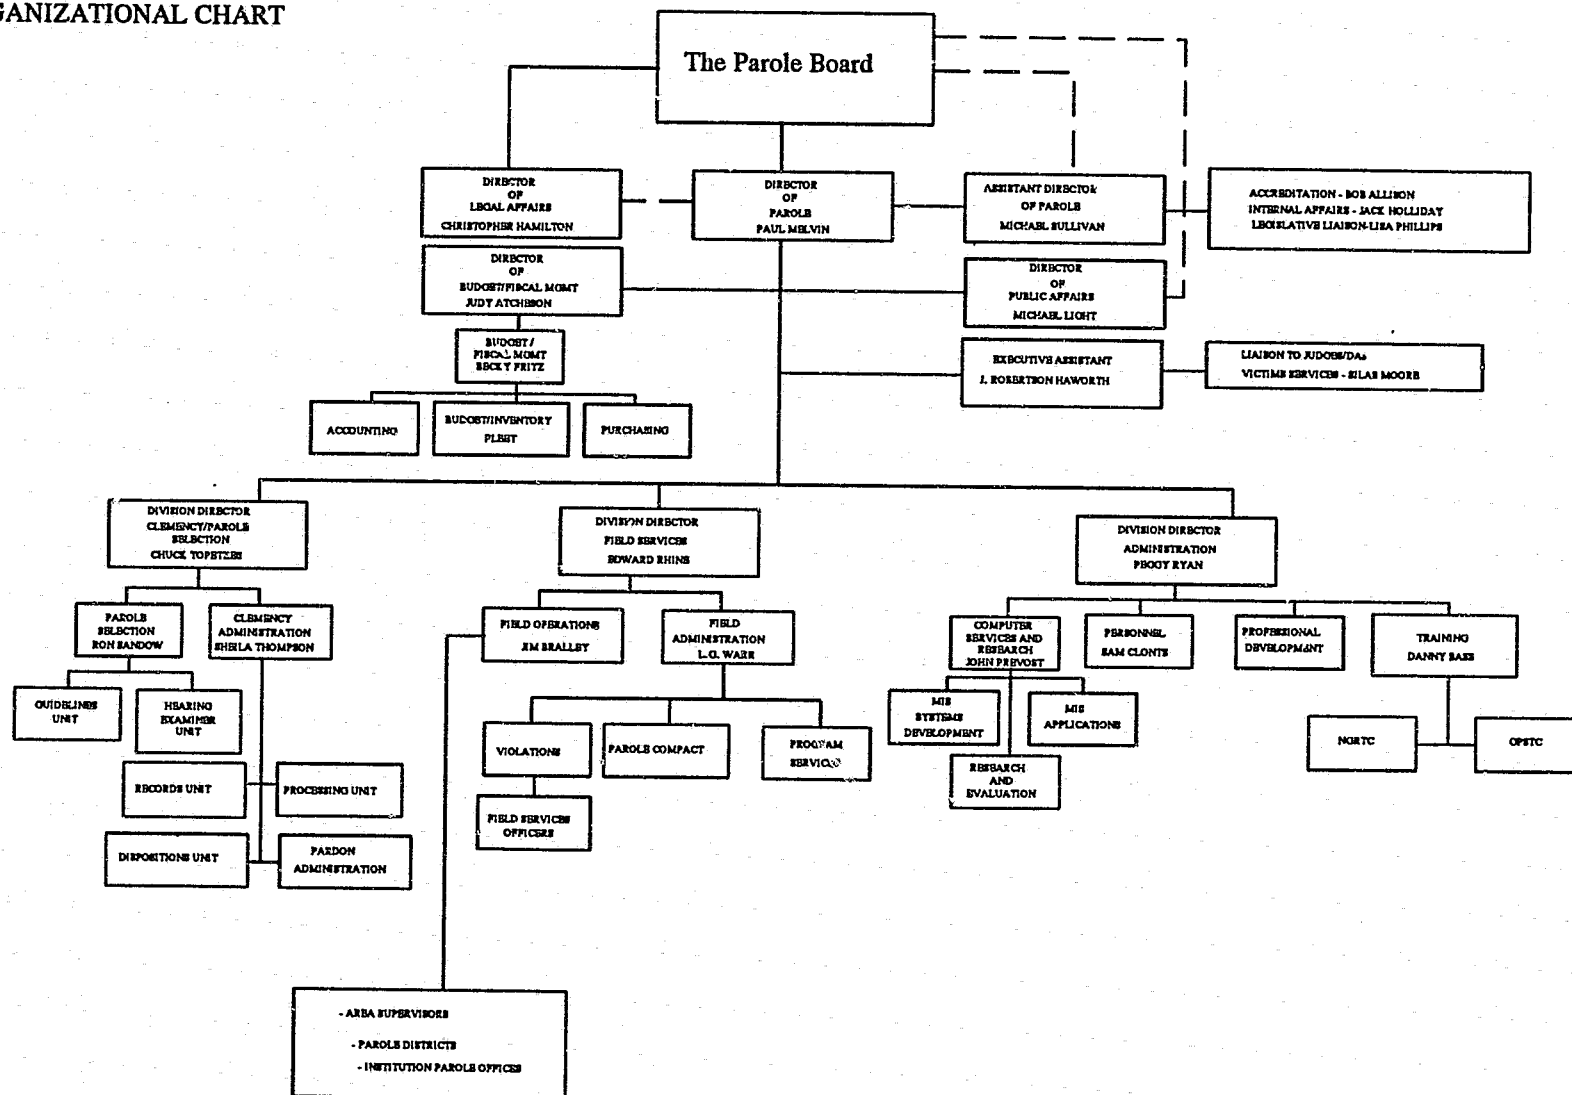 GANIZATIONAL CHART
The Parole Board
DIRECTOR
OF
LEGAL AFFAIRS
CHRISTOPHER HAMILTON
DIRECTOR
OF
PAROLE
PAUL MELVIN
ASSISTANT DIRECTOR
OF PAROLE
MICHAEL SULLIVAN
ACCREDITATION - BOB ALLISON
INTERNAL AFFAIRS - JACK HOLLIDAY
LEGISLATIVE LIAISON-LISA PHILLIPS
DIRECTOR
OF
BUDGET/FISCAL MGMT
JUDY ATCHESON
DIRECTOR
OF
PUBLIC AFFAIRS
MICHAEL LIGHT
BUDGET /
FISCAL MGMT
BECKY FRITZ
EXECUTIVE ASSISTANT
J. ROBERTSON HAWORTH
LIAISON TO JUDGES/DAs
VICTIMS SERVICES - SILAS MOORE
ACCOUNTING
BUDGET/INVENTORY
FLEET
PURCHASING
DIVISION DIRECTOR
CLEMENCY/PAROLE
SELECTION
CHUCK TOPETZES
DIVISION DIRECTOR
FIELD SERVICES
EDWARD RHINE
DIVISION DIRECTOR
ADMINISTRATION
PEGGY RYAN
PAROLE
SELECTION
RON SANDOW
CLEMENCY
ADMINISTRATION
SHEILA THOMPSON
FIELD OPERATIONS
JIM BRALLEY
FIELD
ADMINISTRATION
L.G. WARR
COMPUTER
SERVICES AND
RESEARCH
JOHN PREVOST
PERSONNEL
SAM CLONTS
PROFESSIONAL
DEVELOPMENT
TRAINING
DANNY BASS
GUIDELINES
UNIT
HEARING
EXAMINER
UNIT
VIOLATIONS
PAROLE COMPACT
PROGRAM
SERVICES
MIS
SYSTEMS
DEVELOPMENT
MIS
APPLICATIONS
NGRTC
GPSTC
RECORDS UNIT
PROCESSING UNIT
RESEARCH
AND
EVALUATION
FIELD SERVICES
OFFICERS
DISPOSITIONS UNIT
PARDON
ADMINISTRATION
- AREA SUPERVISORS
- PAROLE DISTRICTS
- INSTITUTION PAROLE OFFICES